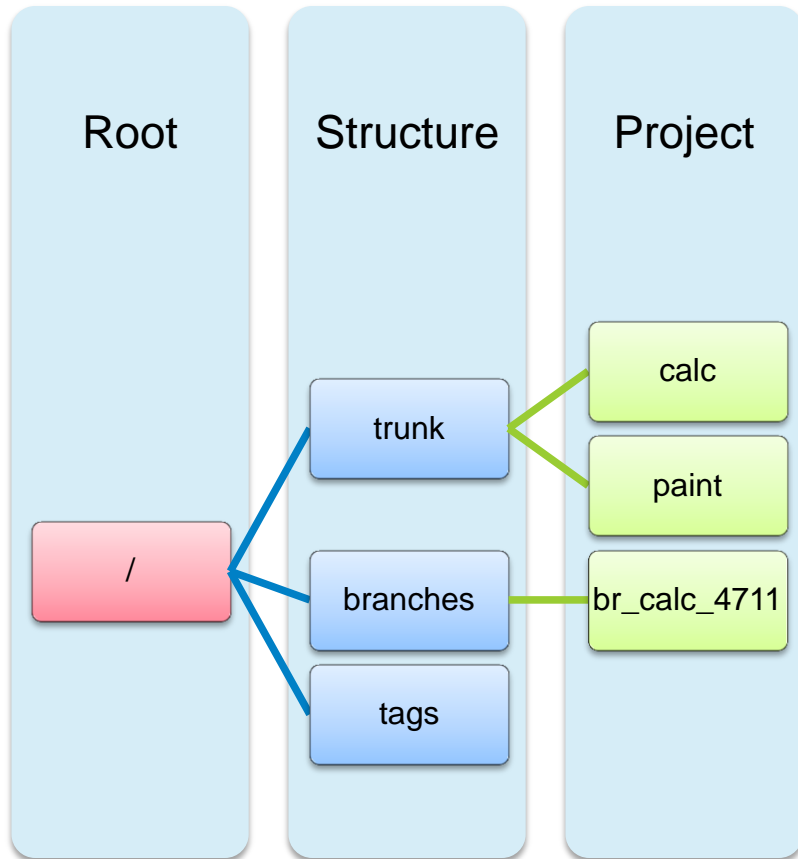 Root
Structure
Project
/
trunk
branches
tags
calc
paint
br_calc_4711